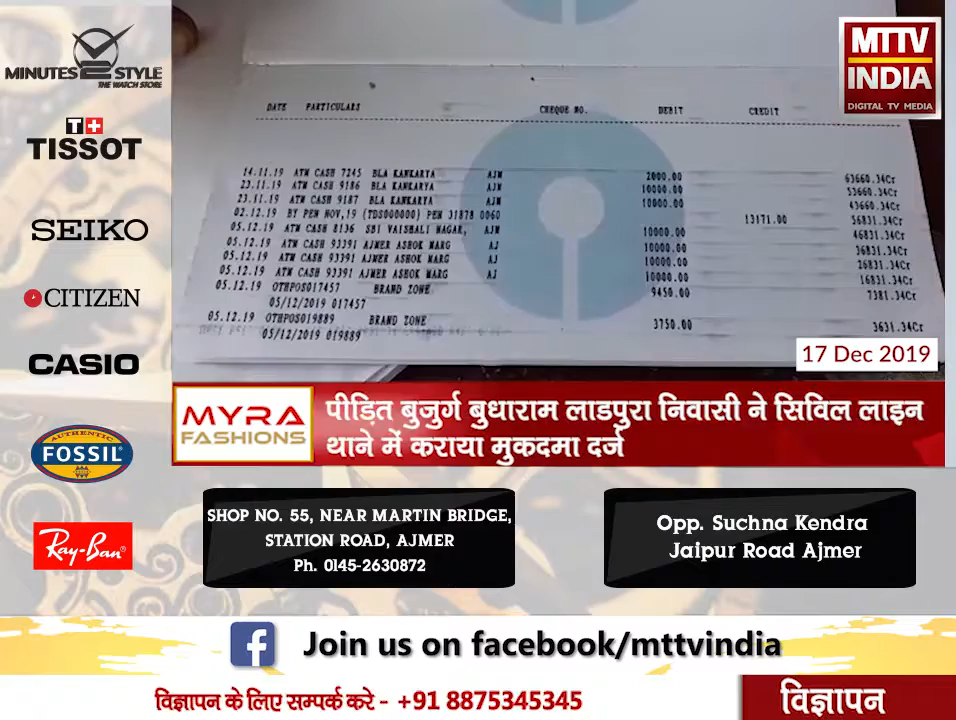 MINUTES 2 STYLE
THE WATCH STORE
T+
TISSOT
SEIKO
CITIZEN
CASIO
AUTHENTIC
FOSSIL
Ray-Ban
MTTV
INDIA
DIGITAL TV MEDIA
DATE PARTICULARS CHEQUE NO. DEBIT CREDIT
14.11.19 ATM CASH 7245 BLA KANKARYA AJM 2000.00 63660.34Cr
23.11.19 ATM CASH 9186 BLA KANKARYA AJM 10000.00 53660.34Cr
23.11.19 ATM CASH 9187 BLA KANKARYA AJM 10000.00 43660.34Cr
02.12.19 BY PEN NOV,19 (TDS000000) PEN 31878 0060 13171.00 56831.34Cr
05.12.19 ATM CASH 8136 SBI VAISHALI NAGAR, AJM 10000.00 46831.34Cr
05.12.19 ATM CASH 93391 AJMER ASHOK MARG AJ 10000.00 36831.34Cr
05.12.19 ATM CASH 93391 AJMER ASHOK MARG AJ 10000.00 26831.34Cr
05.12.19 ATM CASH 93391 AJMER ASHOK MARG AJ 10000.00 16831.34Cr
05.12.19 OTHPOS017457 BRAND ZONE 9450.00 7381.34Cr
05/12/2019 017457
05.12.19 OTHPOS019889 BRAND ZONE 3750.00 3631.34Cr
05/12/2019 019889
17 Dec 2019
MYRA
FASHIONS
पीड़ित बुजुर्ग बुधाराम लाडपुरा निवासी ने सिविल लाइन
थाने में कराया मुकदमा दर्ज
SHOP NO. 55, NEAR MARTIN BRIDGE,
STATION ROAD, AJMER
Ph. 0145-2630872
Opp. Suchna Kendra
Jaipur Road Ajmer
f Join us on facebook/mttvindia
विज्ञापन के लिए सम्पर्क करे - +91 8875345345
विज्ञापन